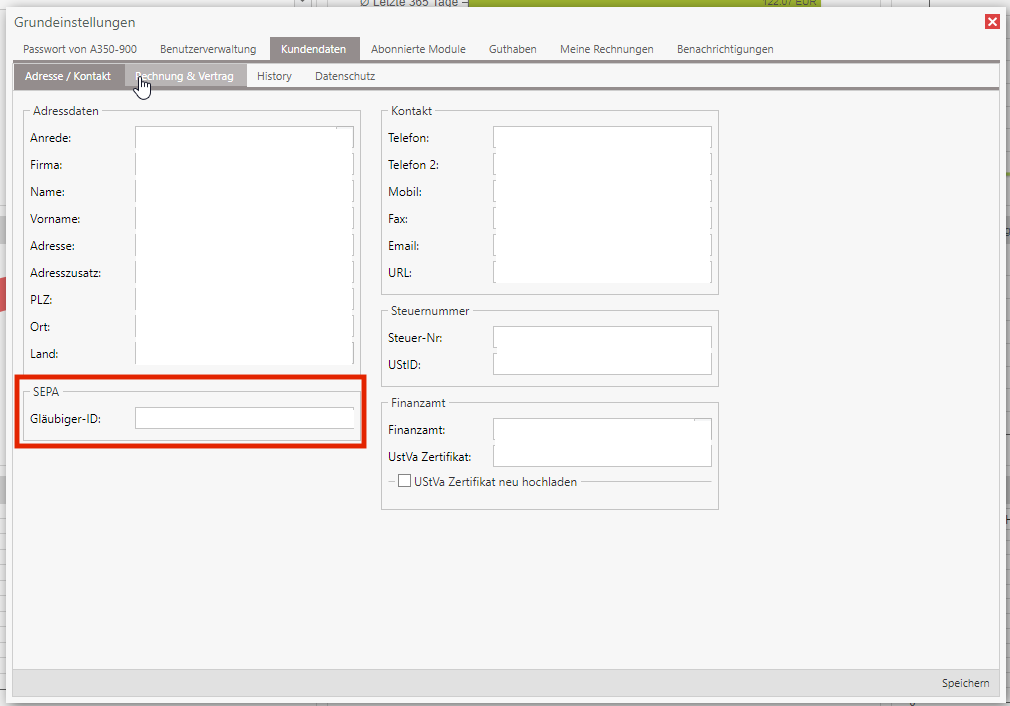 Ø Letzte 365 Tage
122.07 EUR
Grundeinstellungen
Passwort von A350-900 Benutzerverwaltung Kundendaten Abonnierte Module Guthaben Meine Rechnungen Benachrichtigungen
Adresse / Kontakt Rechnung & Vertrag History Datenschutz
Adressdaten
Anrede:
Firma:
Name:
Vorname:
Adresse:
Adresszusatz:
PLZ:
Ort:
Land:
SEPA
Gläubiger-ID:
Kontakt
Telefon:
Telefon 2:
Mobil:
Fax:
Email:
URL:
Steuernummer
Steuer-Nr:
UStID:
Finanzamt
Finanzamt:
UstVa Zertifikat:
UStVa Zertifikat neu hochladen
Speichern